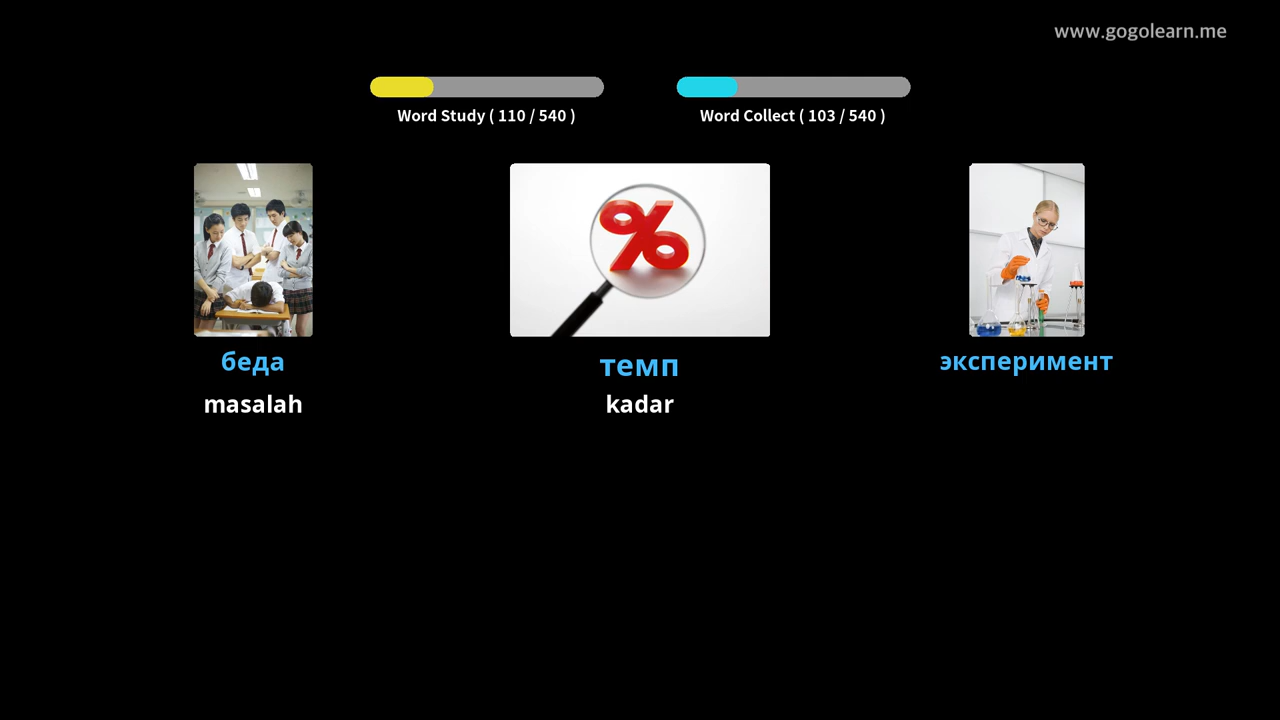 www.gogolearn.me
Word Study ( 110 / 540 )
Word Collect ( 103 / 540 )
%
беда
темп
эксперимент
masalah
kadar